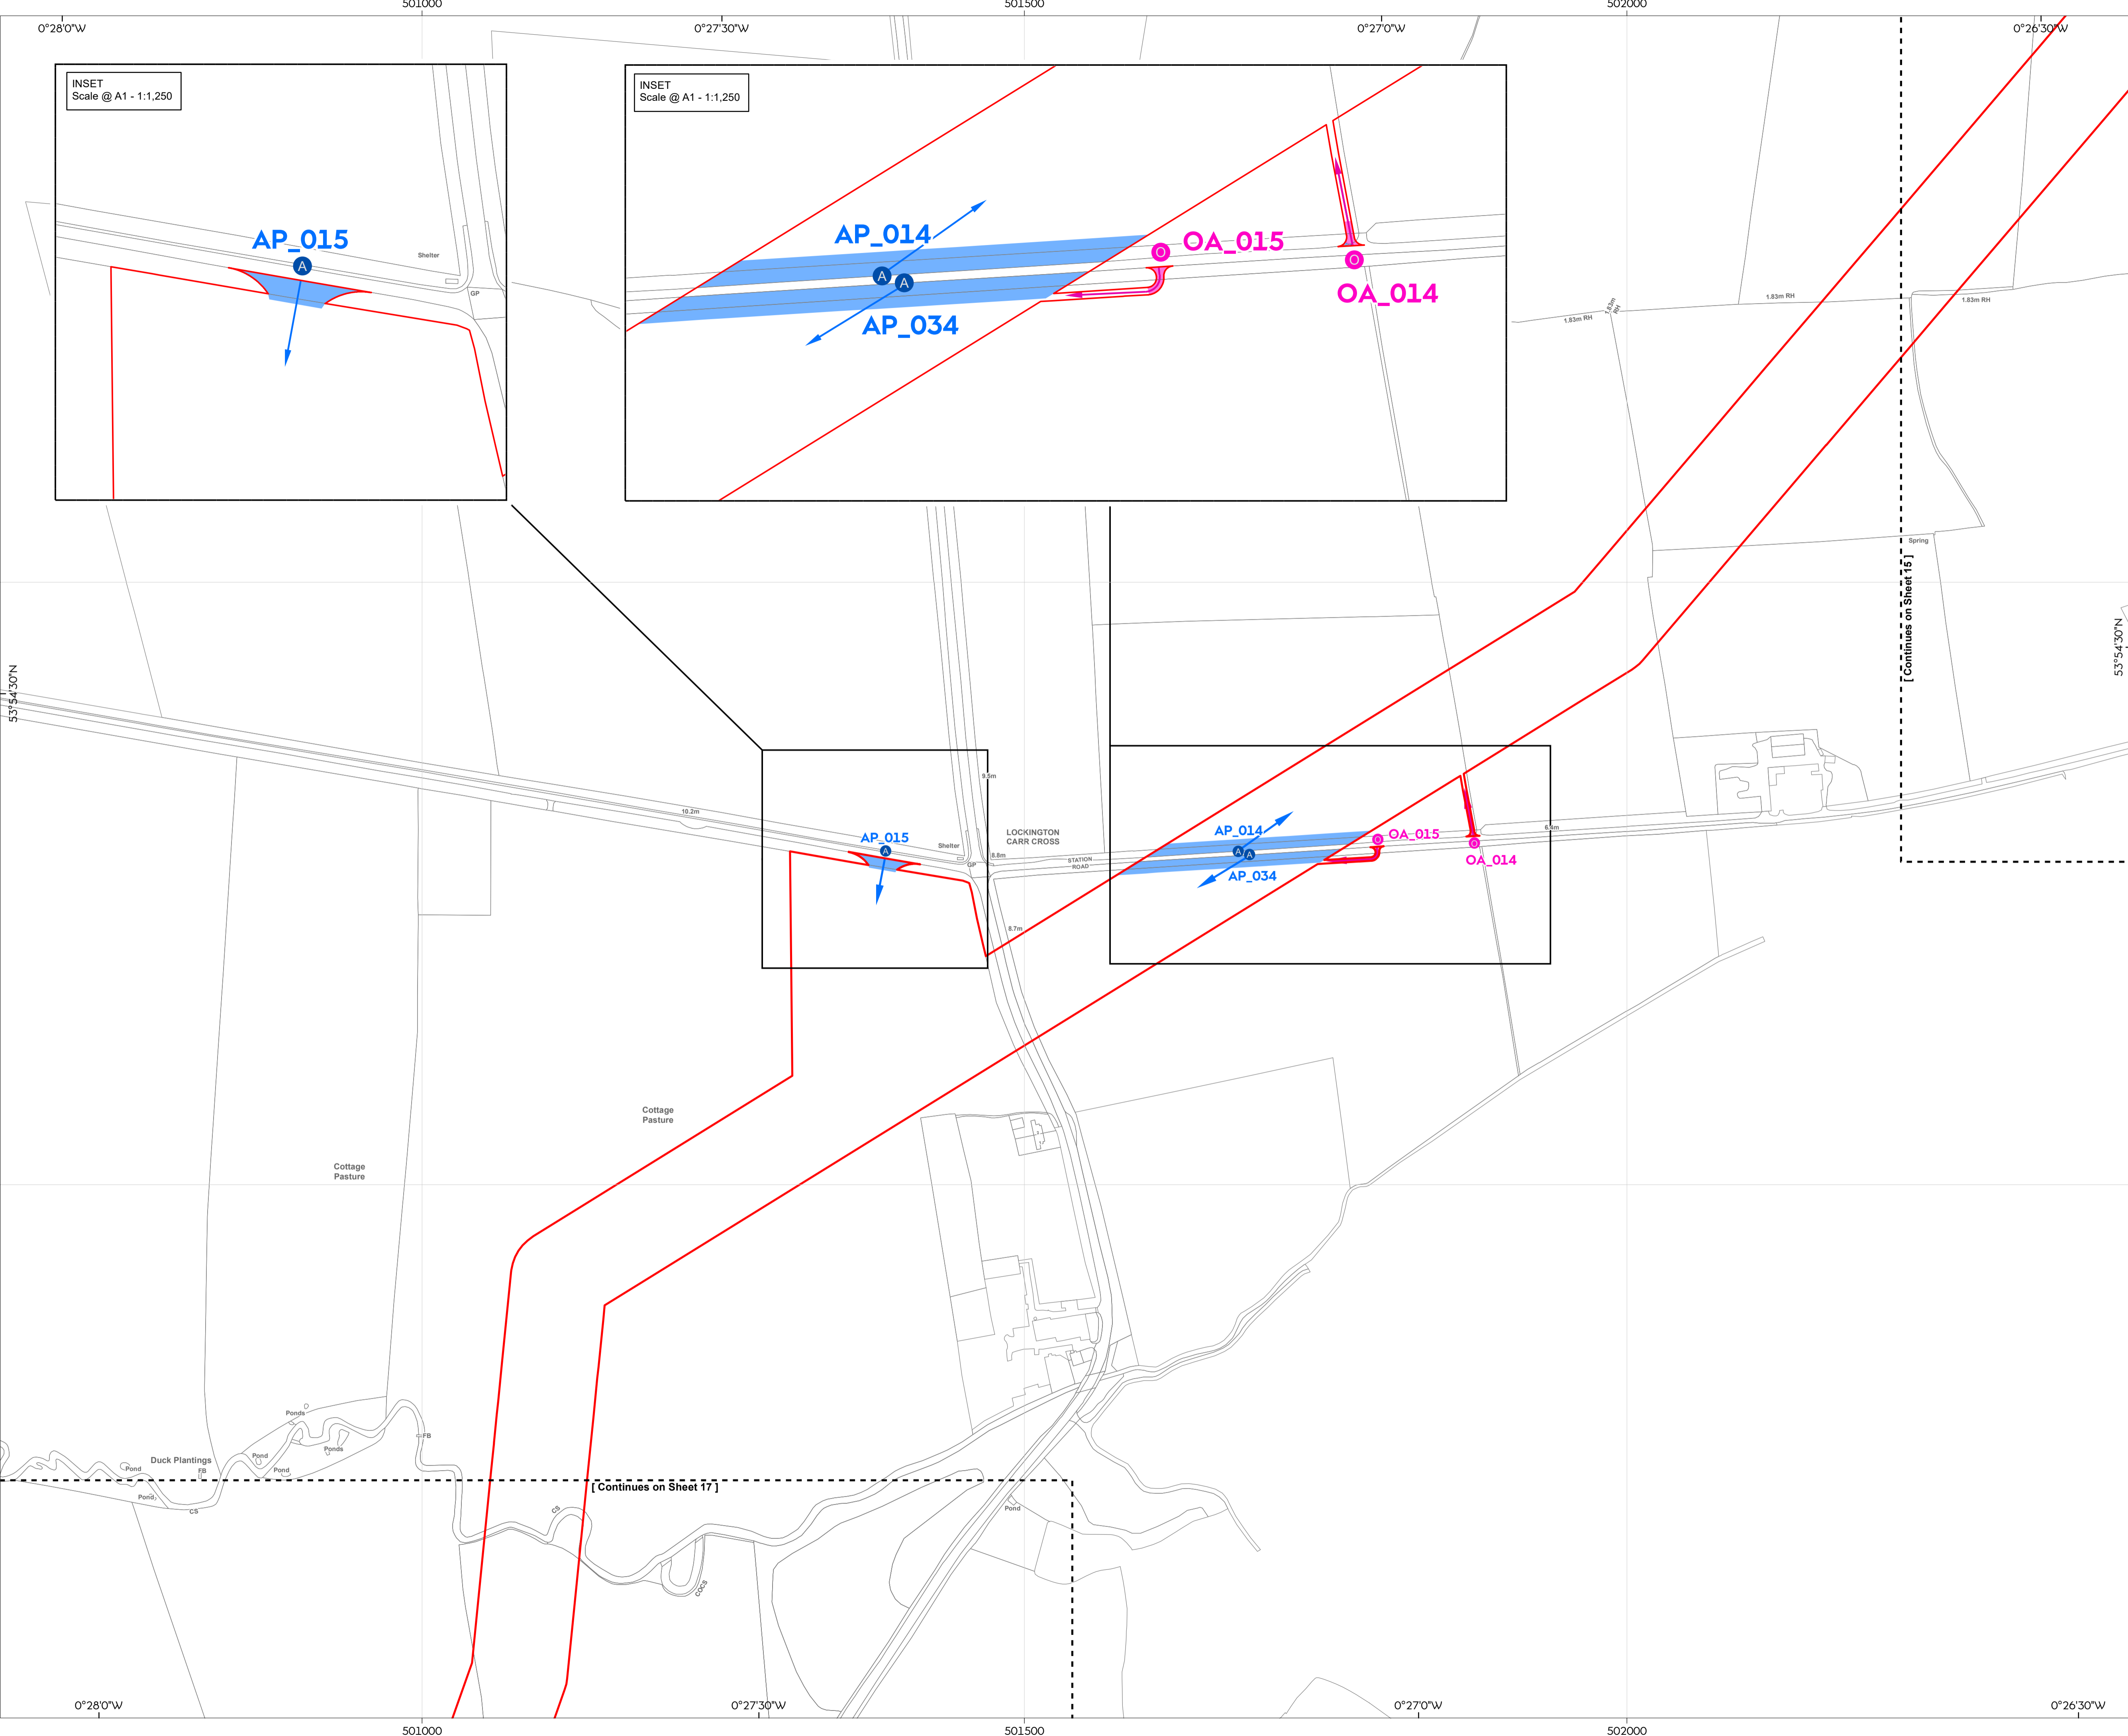 501000
501500
502000
0°28'0"W
0°27'30"W
0°27'0"W
0°26'30"W
INSET
Scale @ A1 - 1:1,250
AP_015
A
Shelter
GP
INSET
Scale @ A1 - 1:1,250
AP_014
A
A
AP_034
O
OA_015
O
OA_014
1.83m RH
1.83m
RH
1.83m RH
1.83m RH
Spring
[ Continues on Sheet 15 ]
53°54'30"N
53°54'30"N
9.5m
10.2m
AP_015
A
Shelter
GP
8.8m
LOCKINGTON
CARR CROSS
STATION
ROAD
AP_014
A
A
AP_034
O
OA_015
O
OA_014
6.4m
8.7m
Cottage
Pasture
Cottage
Pasture
Ponds
Ponds
FB
Pond
Pond
Duck Plantings
FB
Pond
Pond
CS
[ Continues on Sheet 17 ]
CS
COCS
Pond
0°28'0"W
0°27'30"W
0°27'0"W
0°26'30"W
501000
501500
502000